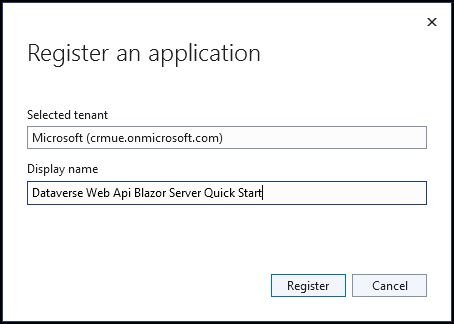 Register an application
Selected tenant
Microsoft (crmue.onmicrosoft.com)
Display name
Dataverse Web Api Blazor Server Quick Start
Register
Cancel